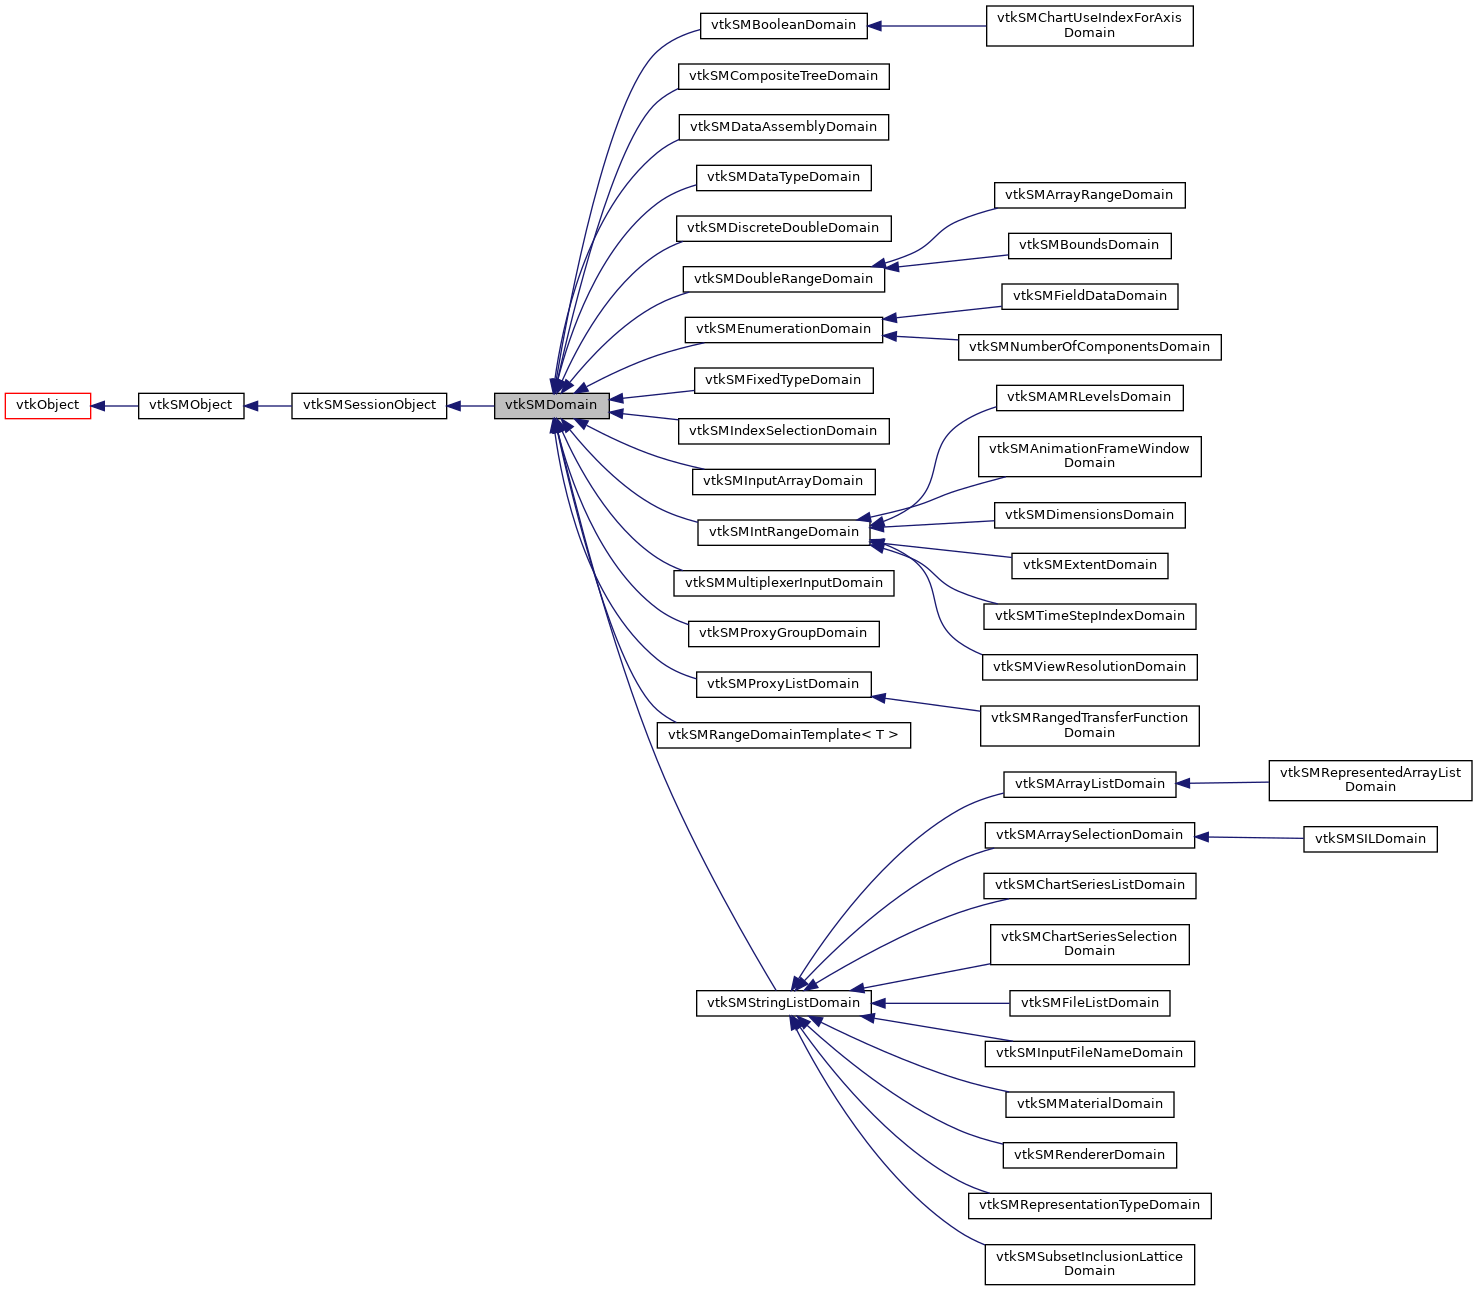 vtkObject
vtkSMObject
vtkSMSessionObject
vtkSMDomain
vtkSMBooleanDomain
vtkSMCompositeTreeDomain
vtkSMDataAssemblyDomain
vtkSMDataTypeDomain
vtkSMDiscreteDoubleDomain
vtkSMDoubleRangeDomain
vtkSMEnumerationDomain
vtkSMFixedTypeDomain
vtkSMIndexSelectionDomain
vtkSMInputArrayDomain
vtkSMIntRangeDomain
vtkSMMultiplexerInputDomain
vtkSMProxyGroupDomain
vtkSMProxyListDomain
vtkSMRangeDomainTemplate< T >
vtkSMStringListDomain
vtkSMChartUseIndexForAxis
Domain
vtkSMArrayRangeDomain
vtkSMBoundsDomain
vtkSMFieldDataDomain
vtkSMNumberOfComponentsDomain
vtkSMAMRLevelsDomain
vtkSMAnimationFrameWindow
Domain
vtkSMDimensionsDomain
vtkSMExtentDomain
vtkSMTimeStepIndexDomain
vtkSMViewResolutionDomain
vtkSMRangedTransferFunction
Domain
vtkSMArrayListDomain
vtkSMArraySelectionDomain
vtkSMChartSeriesListDomain
vtkSMChartSeriesSelection
Domain
vtkSMFileListDomain
vtkSMInputFileNameDomain
vtkSMMaterialDomain
vtkSMRendererDomain
vtkSMRepresentationTypeDomain
vtkSMSubsetInclusionLattice
Domain
vtkSMRepresentedArrayList
Domain
vtkSMSILDomain